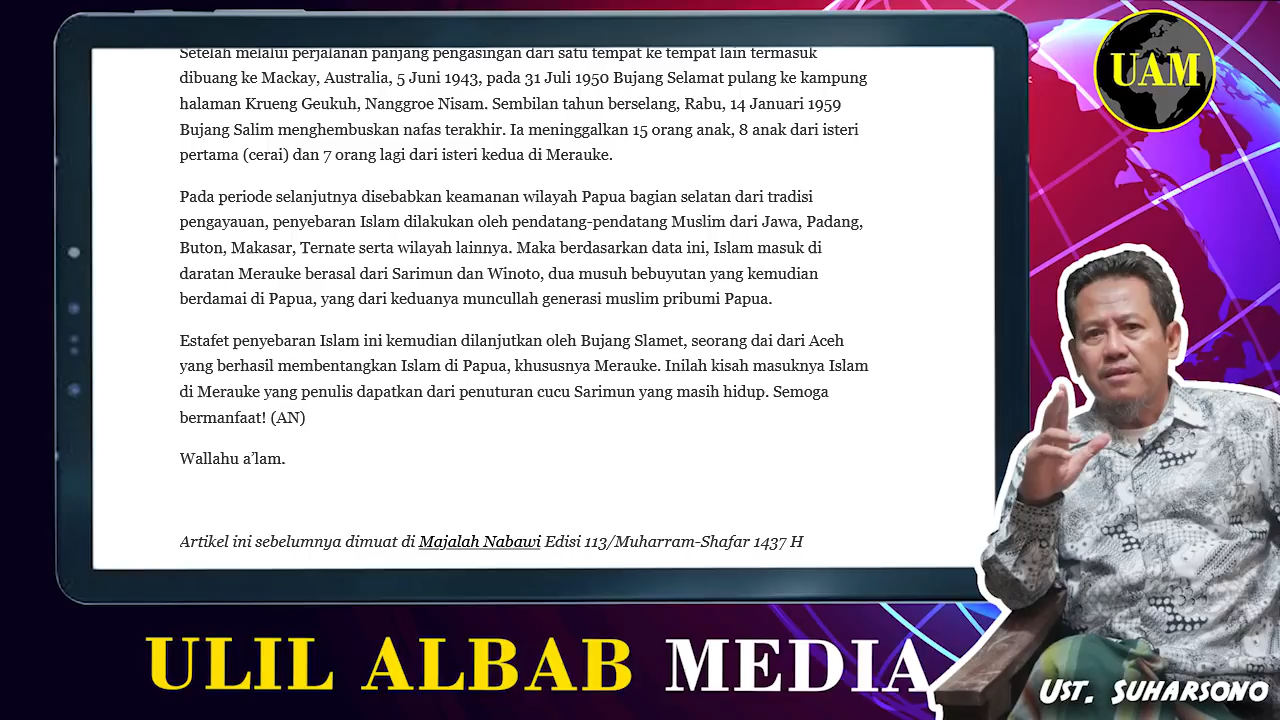 Setelah melalui perjalanan panjang pengasingan dari satu tempat ke tempat lain termasuk
dibuang ke Mackay, Australia, 5 Juni 1943, pada 31 Juli 1950 Bujang Selamat pulang ke kampung
halaman Krueng Geukuh, Nanggroe Nisam. Sembilan tahun berselang, Rabu, 14 Januari 1959
Bujang Salim menghembuskan nafas terakhir. Ia meninggalkan 15 orang anak, 8 anak dari isteri
pertama (cerai) dan 7 orang lagi dari isteri kedua di Merauke.
Pada periode selanjutnya disebabkan keamanan wilayah Papua bagian selatan dari tradisi
pengayauan, penyebaran Islam dilakukan oleh pendatang-pendatang Muslim dari Jawa, Padang,
Buton, Makasar, Ternate serta wilayah lainnya. Maka berdasarkan data ini, Islam masuk di
daratan Merauke berasal dari Sarimun dan Winoto, dua musuh bebuyutan yang kemudian
berdamai di Papua, yang dari keduanya muncullah generasi muslim pribumi Papua.
Estafet penyebaran Islam ini kemudian dilanjutkan oleh Bujang Slamet, seorang dai dari Aceh
yang berhasil membentangkan Islam di Papua, khususnya Merauke. Inilah kisah masuknya Islam
di Merauke yang penulis dapatkan dari penuturan cucu Sarimun yang masih hidup. Semoga
bermanfaat! (AN)
Wallahu a’lam.
Artikel ini sebelumnya dimuat di Majalah Nabawi Edisi 113/Muharram-Shafar 1437 H
UAM
ULIL ALBAB MEDIA
UST. SUHARSONO